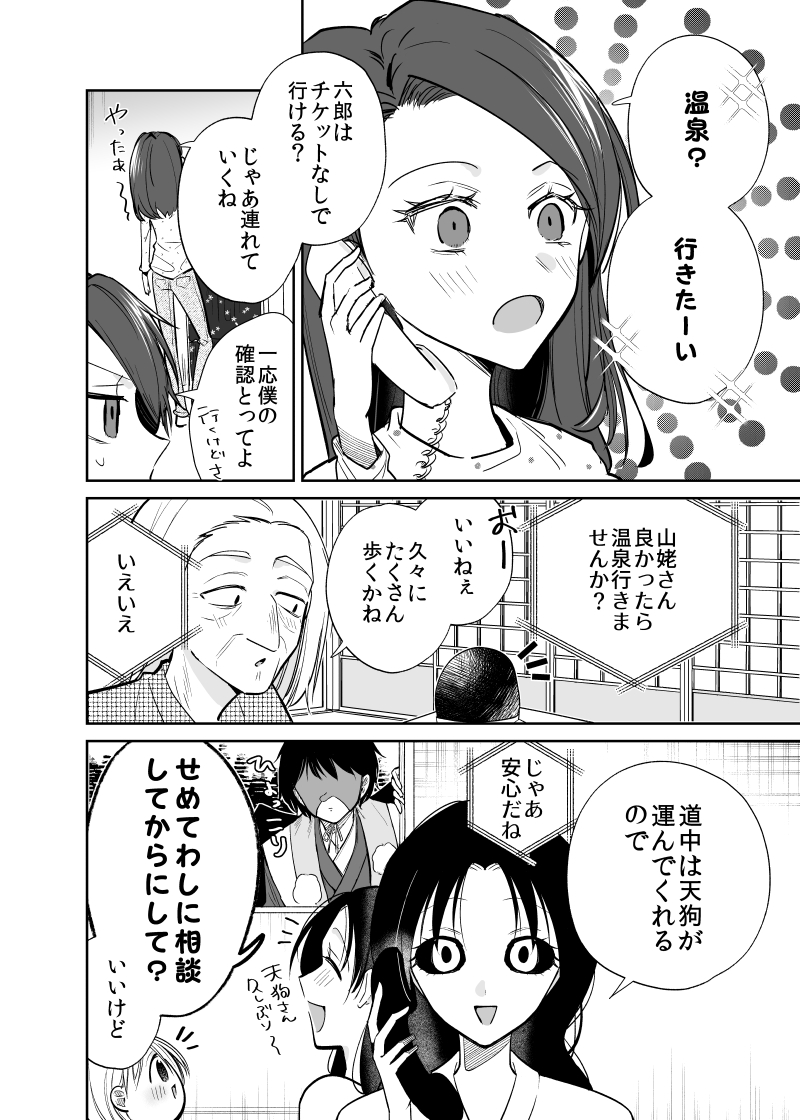 温泉?
行きたーい
六郎は
チケットなしで
行ける?
じゃあ連れて
いくね
やったぁ〜
一応僕の
確認とってよ
行くけどさ
山姥さん
良かったら
温泉行きま
せんか?
おー
いいねぇ
久々に
たくさん
歩くかね
いえいえ
道中は天狗が
運んでくれる
ので
じゃあ
安心だね
ひょっこり
せめてわしに相談
してからにして?
天狗さん
久しぶり〜
いいけど